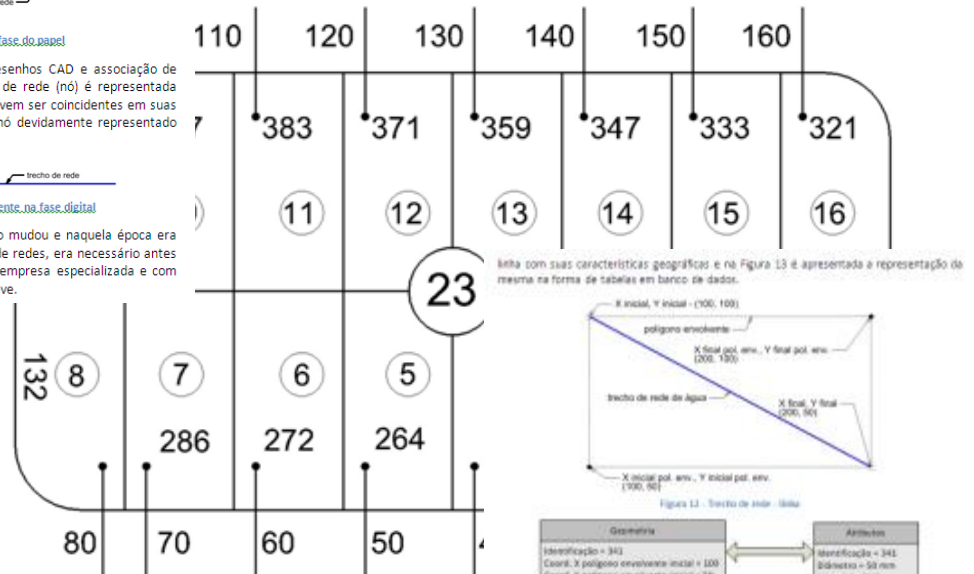 ede
fase do papel
esenhos CAD e associação de
de rede (nó) é representada
vem ser coincidentes em suas
nó devidamente representado
trecho de rede
ente na fase digital
o mudou e naquela época era
de redes, era necessário antes
empresa especializada e com
ve.
110 120 130 140 150 160
7 383 371 359 347 333 321
11 12 13 14 15 16
23
132 8 7 6 5
286 272 264
80 70 60 50
linha com suas características geográficas e na Figura 13 é apresentada a representação da
mesma na forma de tabelas em banco de dados.
X inicial, Y inicial - (100, 100)
polígono envolvente
X final pol. env., Y final pol. env.
(200, 100)
trecho de rede de água
X final, Y final
(200, 50)
X inicial pol. env., Y inicial pol. env.
(100, 50)
Figura 12 - Trecho de rede - linha
Geometria Atributos
Identificação = 341 Identificação = 341
Coord. X polígono envolvente inicial = 100 Diâmetro = 50 mm